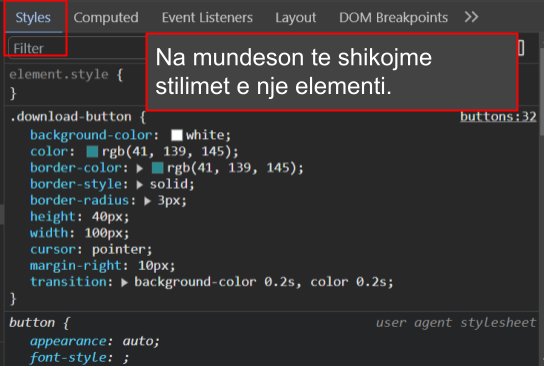 Styles Computed Event Listeners Layout DOM Breakpoints
Filter
Na mundeson te shikojme
stilimet e nje elementi.
element.style {
}
.download-button { buttons:32
background-color: white;
color: rgb(41, 139, 145);
border-color: rgb(41, 139, 145);
border-style: solid;
border-radius: 3px;
height: 40px;
width: 100px;
cursor: pointer;
margin-right: 10px;
transition: background-color 0.2s, color 0.2s;
}
button { user agent stylesheet
appearance: auto;
font-style: ;